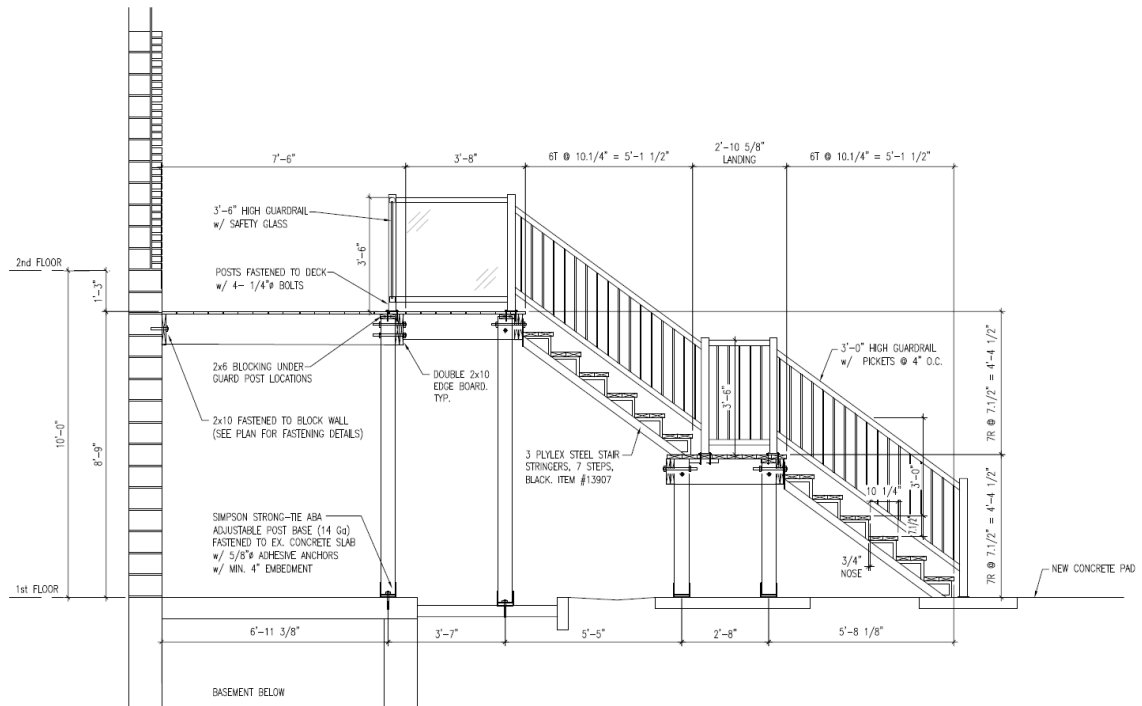 7'-6"
3'-8"
6T @ 10.1/4" = 5'-1 1/2"
2'-10 5/8"
LANDING
6T @ 10.1/4" = 5'-1 1/2"
3'-6" HIGH GUARDRAIL
w/ SAFETY GLASS
3'-6"
2nd FLOOR
POSTS FASTENED TO DECK
w/ 4- 1/4"ø BOLTS
1'-3"
2x6 BLOCKING UNDER
GUARD POST LOCATIONS
DOUBLE 2x10
EDGE BOARD.
TYP.
2x10 FASTENED TO BLOCK WALL
(SEE PLAN FOR FASTENING DETAILS)
3'-6"
3'-0" HIGH GUARDRAIL
w/ PICKETS @ 4" O.C.
7R @ 7.1/2" = 4'-4 1/2"
10'-0"
8'-9"
3 PLYLEX STEEL STAIR
STRINGERS, 7 STEPS,
BLACK. ITEM #13907
10 1/4"
3'-0"
7.1/2"
7R @ 7.1/2" = 4'-4 1/2"
SIMPSON STRONG-TIE ABA
ADJUSTABLE POST BASE (14 Ga)
FASTENED TO EX. CONCRETE SLAB
w/ 5/8"ø ADHESIVE ANCHORS
w/ MIN. 4" EMBEDMENT
3/4"
NOSE
NEW CONCRETE PAD
1st FLOOR
6'-11 3/8"
3'-7"
5'-5"
2'-8"
5'-8 1/8"
BASEMENT BELOW